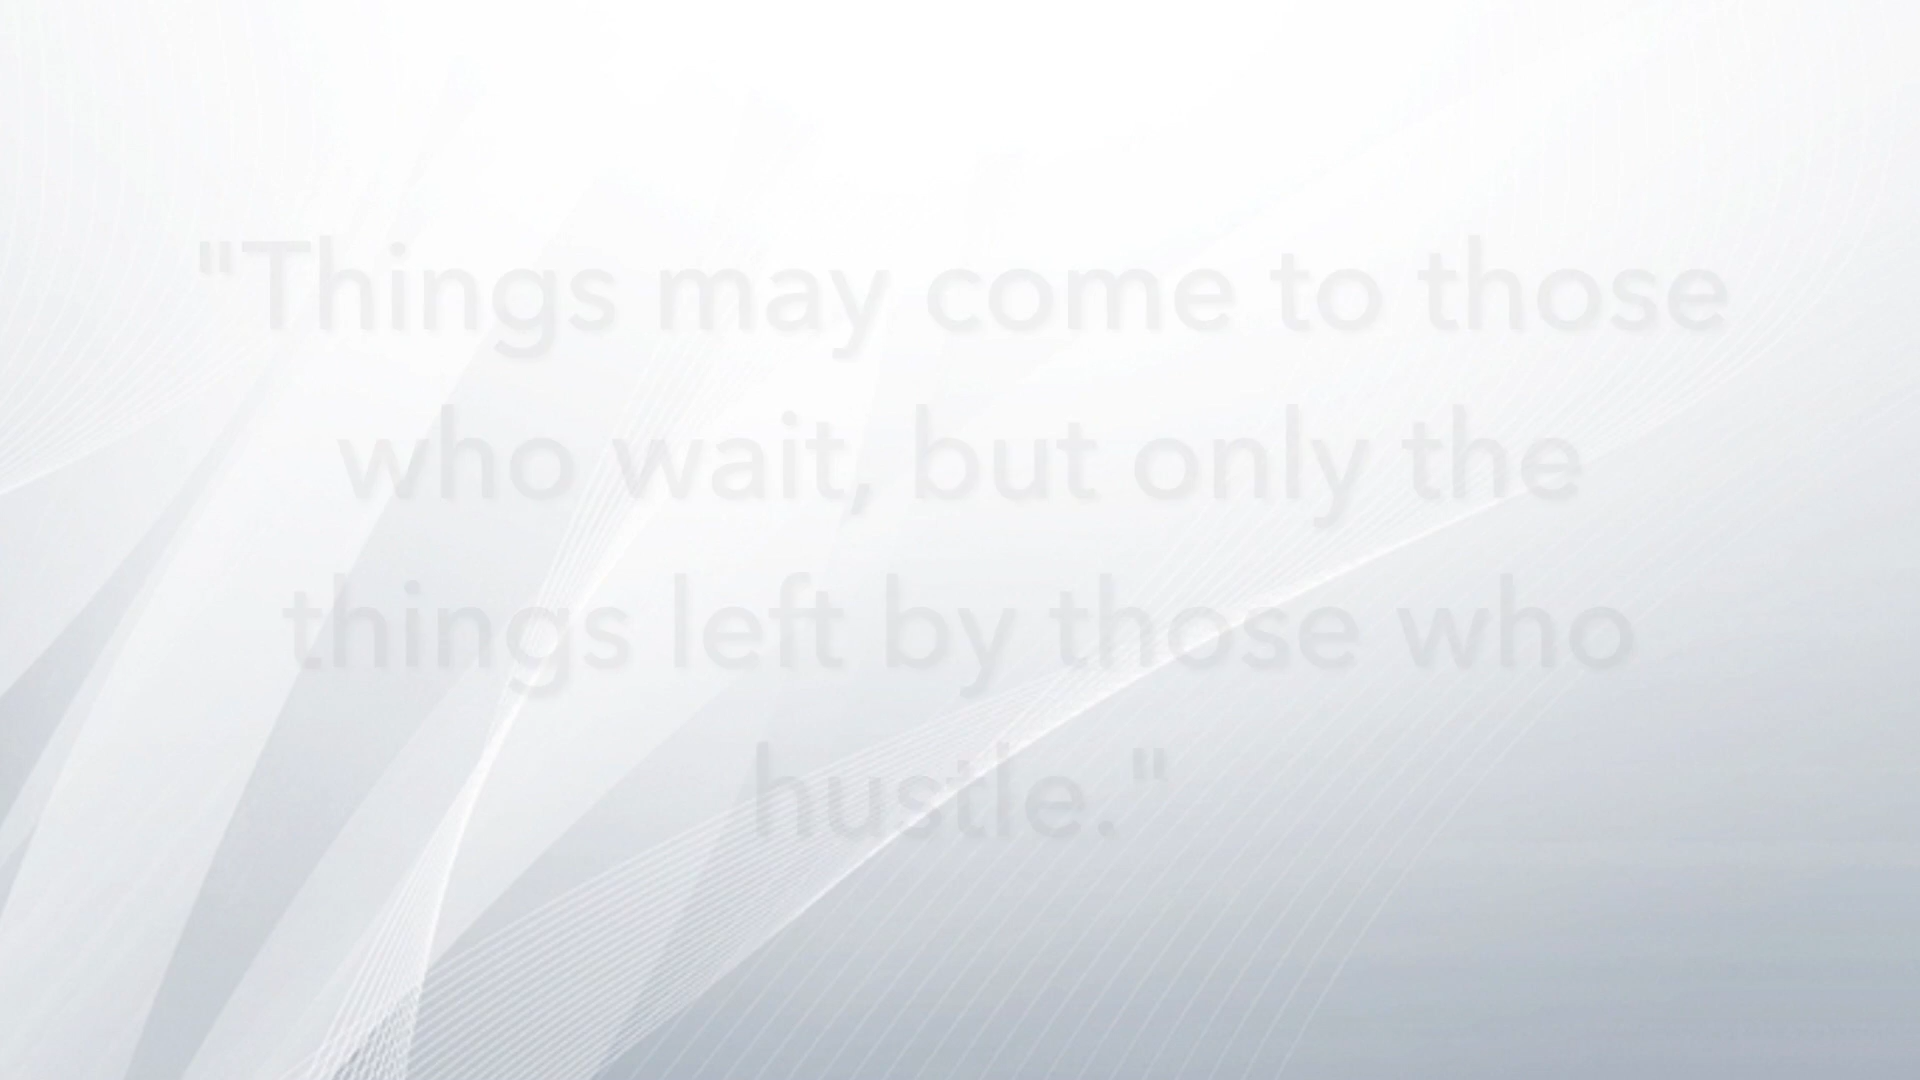 "Things may come to those
who wait, but only the
things left by those who
hustle."